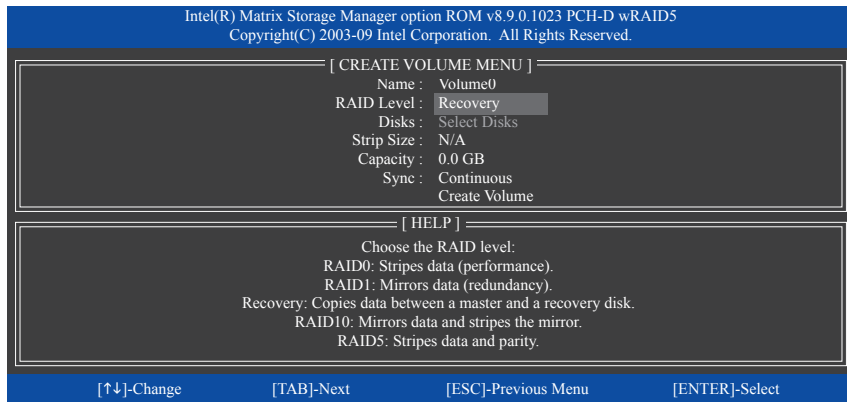 Intel(R) Matrix Storage Manager option ROM v8.9.0.1023 PCH-D wRAID5
Copyright(C) 2003-09 Intel Corporation. All Rights Reserved.
[ CREATE VOLUME MENU ]
Name : Volume0
RAID Level : Recovery
Disks : Select Disks
Strip Size : N/A
Capacity : 0.0 GB
Sync : Continuous
Create Volume
[ HELP ]
Choose the RAID level:
RAID0: Stripes data (performance).
RAID1: Mirrors data (redundancy).
Recovery: Copies data between a master and a recovery disk.
RAID10: Mirrors data and stripes the mirror.
RAID5: Stripes data and parity.
[↑↓]-Change [TAB]-Next [ESC]-Previous Menu [ENTER]-Select